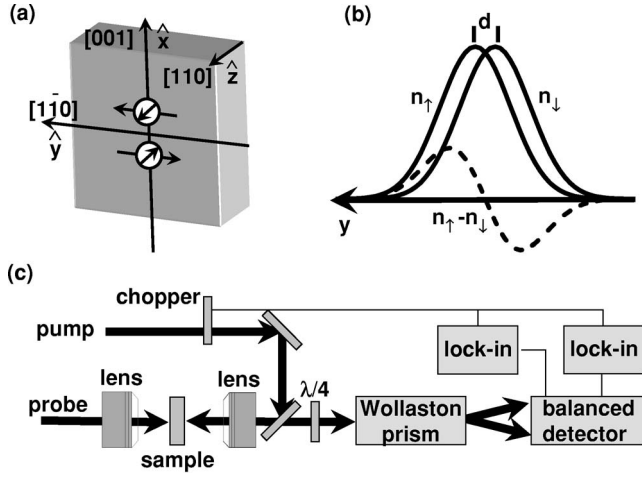 (a)
[001]
x̂
[110]
ẑ
[11̄0]
ŷ
(b)
d
n↑
n↓
y
n↑-n↓
(c)
chopper
pump
lock-in
lock-in
lens
lens
λ/4
probe
Wollaston
prism
balanced
detector
sample